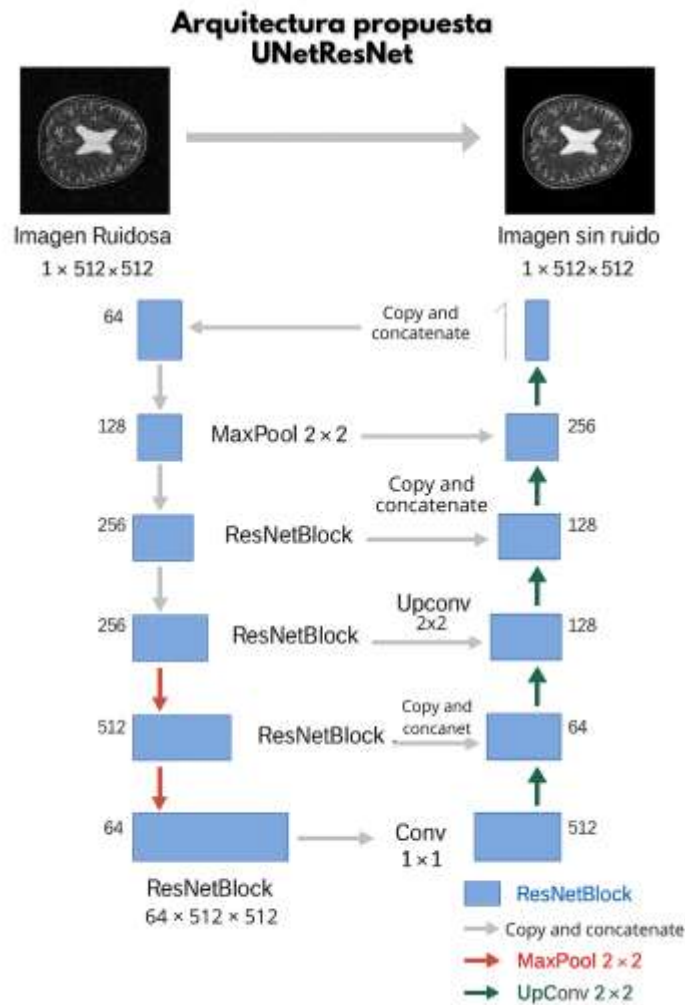 Arquitectura propuesta
UNetResNet
Imagen Ruidosa
1 × 512 × 512
Imagen sin ruido
1 × 512 × 512
64
Copy and
concatenate
128
MaxPool 2 × 2
256
Copy and
concatenate
256
ResNetBlock
128
256
ResNetBlock
Upconv
2x2
128
512
ResNetBlock
Copy and
concanet
64
64
Conv
1 × 1
512
ResNetBlock
64 × 512 × 512
ResNetBlock
Copy and concatenate
MaxPool 2 × 2
UpConv 2 × 2